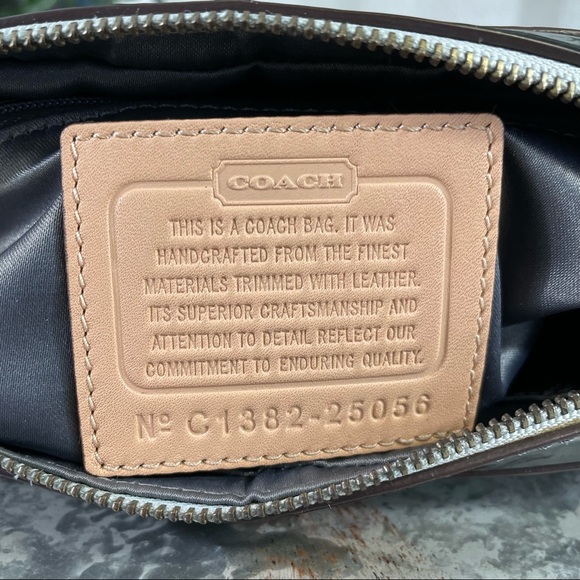 COACH
THIS IS A COACH BAG. IT WAS
HANDCRAFTED FROM THE FINEST
MATERIALS TRIMMED WITH LEATHER.
ITS SUPERIOR CRAFTSMANSHIP AND
ATTENTION TO DETAIL REFLECT OUR
COMMITMENT TO ENDURING QUALITY.
Nº C1382-25056